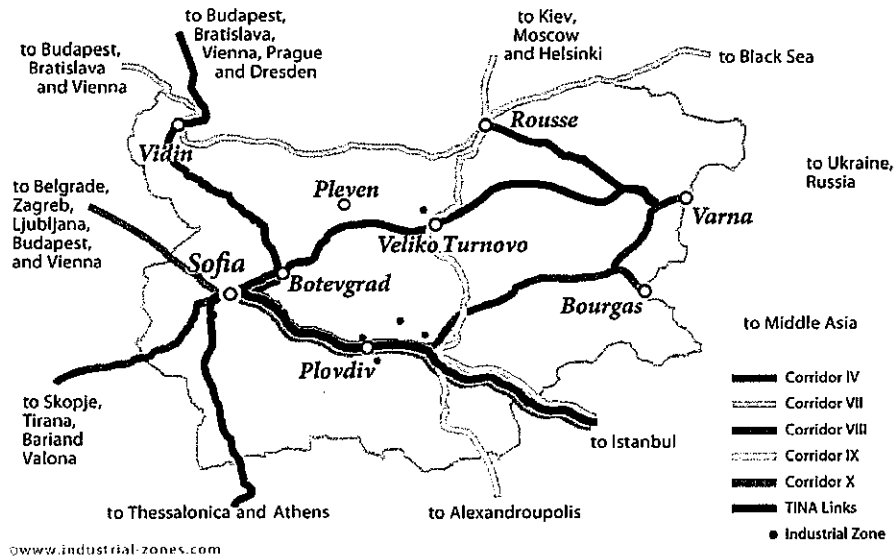 to Budapest,
Bratislava,
Vienna, Prague
and Dresden
to Kiev,
Moscow
and Helsinki
to Budapest,
Bratislava
and Vienna
to Black Sea
Rousse
Vidin
to Ukraine,
Russia
to Belgrade,
Zagreb,
Ljubljana,
Budapest,
and Vienna
Pleven
Varna
Veliko Turnovo
Sofia
Botevgrad
Bourgas
to Middle Asia
Plovdiv
Corridor IV
Corridor VII
Corridor VIII
Corridor IX
Corridor X
TINA Links
Industrial Zone
to Skopje,
Tirana,
Bariand
Valona
to Istanbul
to Thessalonica and Athens
to Alexandroupolis
©www.industrial-zones.com